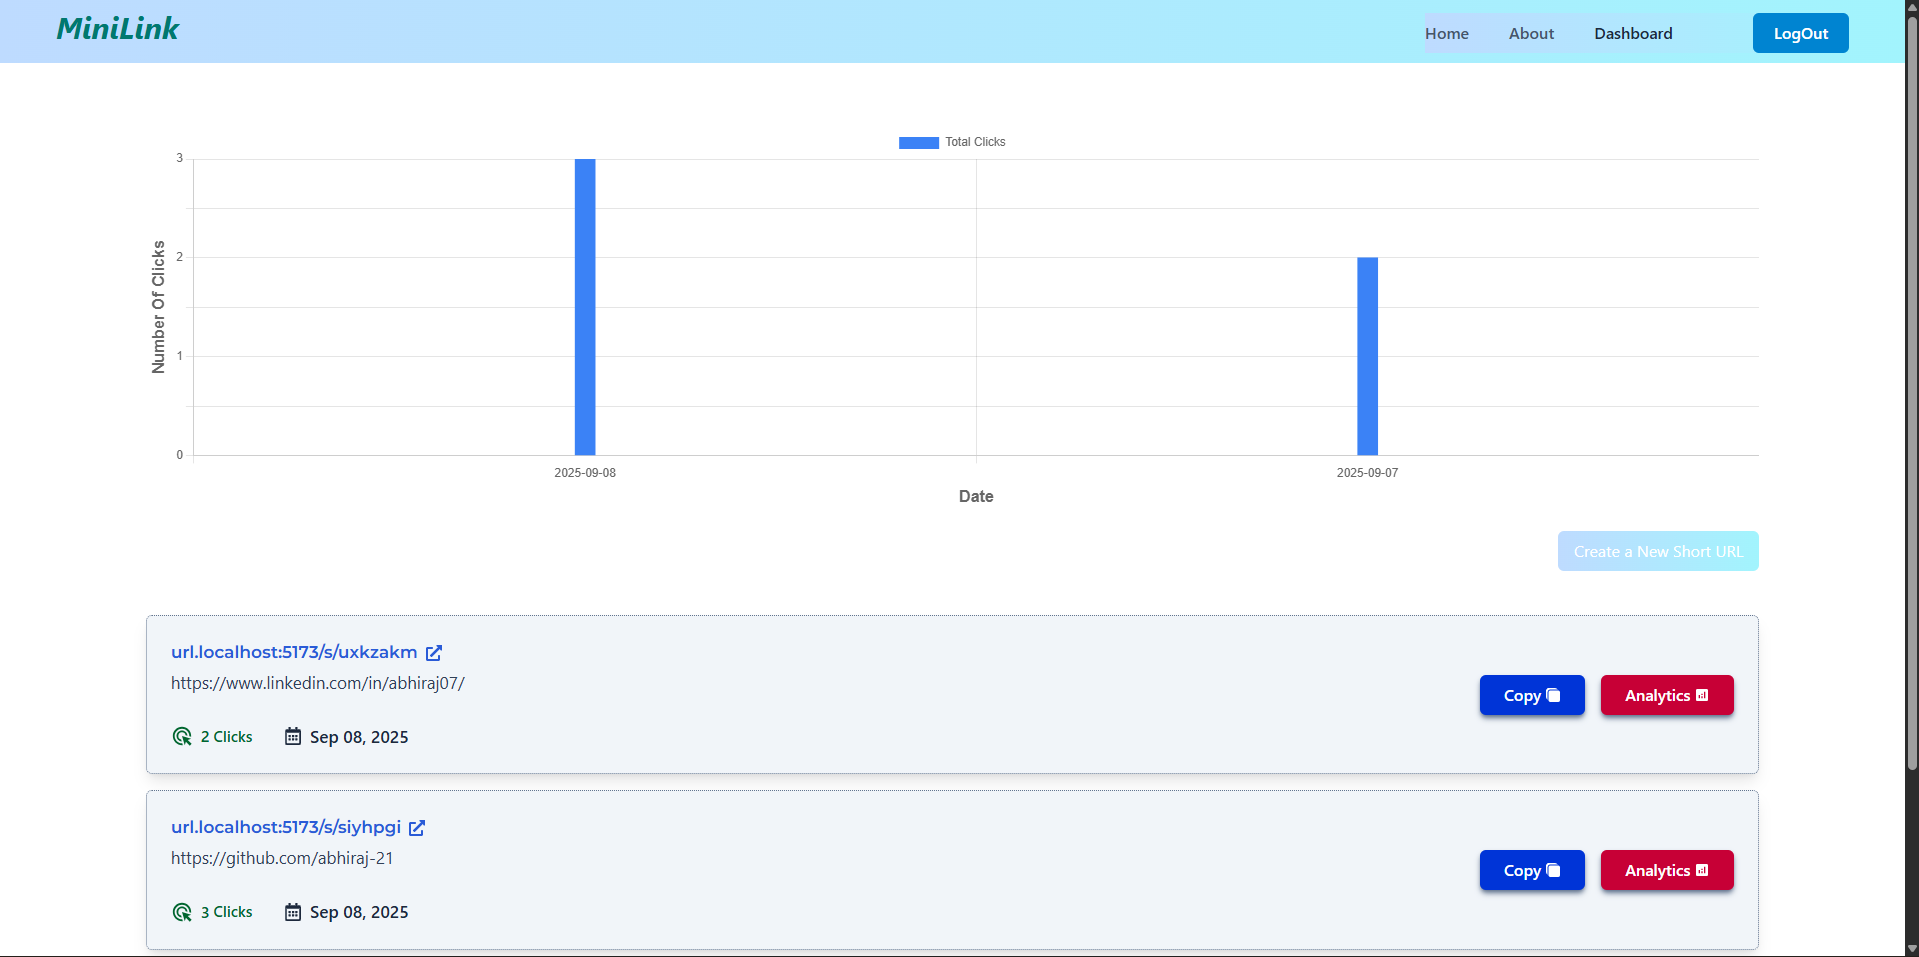 MiniLink
Home
About
Dashboard
LogOut
Total Clicks
Number Of Clicks
3
2
1
0
2025-09-08
2025-09-07
Date
Create a New Short URL
url.localhost:5173/s/uxkzakm
https://www.linkedin.com/in/abhiraj07/
2 Clicks
Sep 08, 2025
Copy
Analytics
url.localhost:5173/s/siyhpgi
https://github.com/abhiraj-21
3 Clicks
Sep 08, 2025
Copy
Analytics